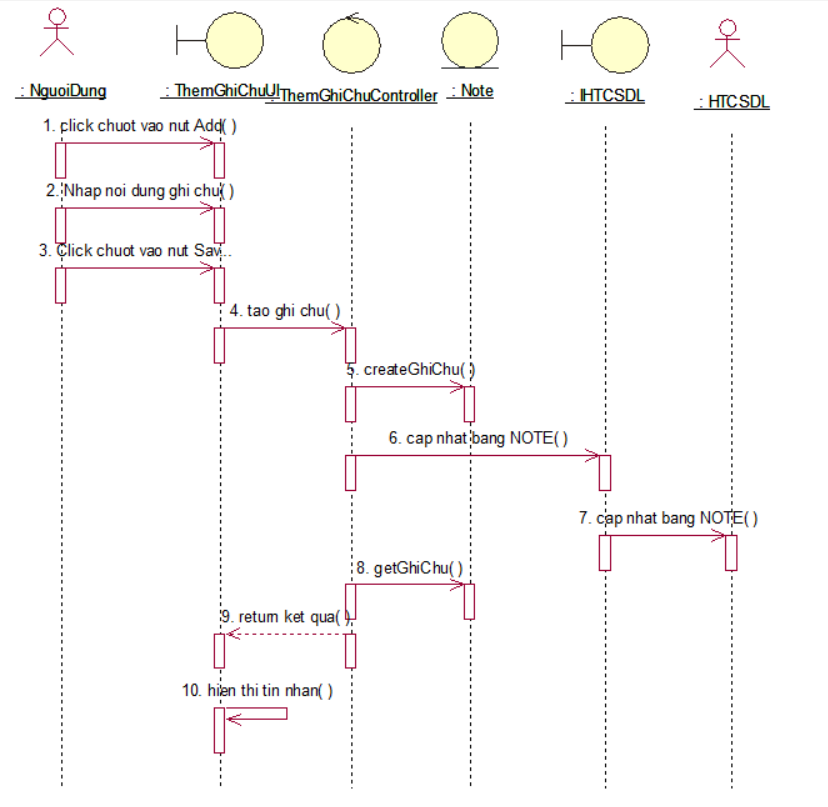 : NguoiDung
: ThemGhiChuUI
: ThemGhiChuController
: Note
: IHTCSDL
: HTCSDL
1. click chuot vao nut Add( )
2. Nhap noi dung ghi chu( )
3. Click chuot vao nut Sav...
4. tao ghi chu( )
5. createGhiChu( )
6. cap nhat bang NOTE( )
7. cap nhat bang NOTE( )
8. getGhiChu( )
9. return ket qua( )
10. hien thi tin nhan( )